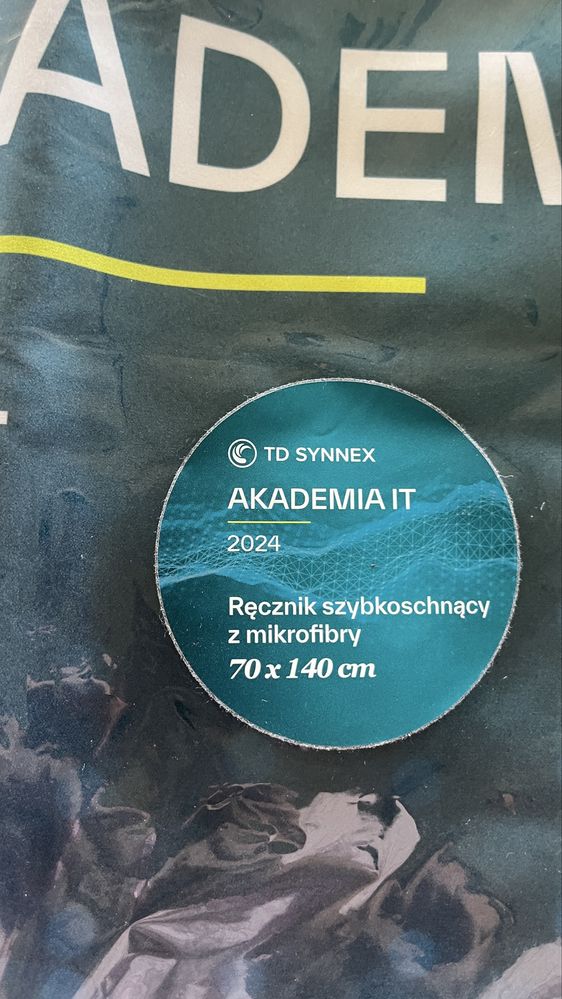 ADEM
TD SYNNEX
AKADEMIA IT
2024
Ręcznik szybkoschnący
z mikrofibry
70 x 140 cm